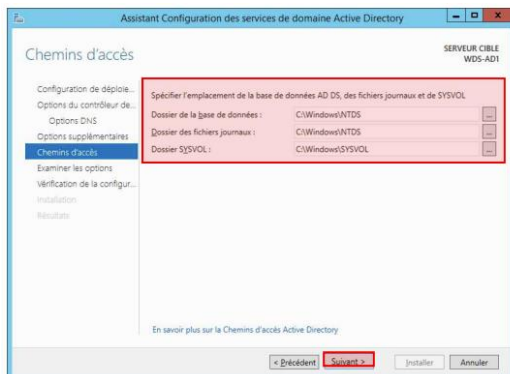 Assistant Configuration des services de domaine Active Directory
Chemins d'accès
SERVEUR CIBLE
WDS-AD1
Configuration de déploie...
Options du contrôleur de...
Options DNS
Options supplémentaires
Chemins d'accès
Examiner les options
Vérification de la configur...
Installation
Résultats
Spécifier l'emplacement de la base de données AD DS, des fichiers journaux et de SYSVOL
Dossier de la base de données : C:\Windows\NTDS ...
Dossier des fichiers journaux : C:\Windows\NTDS ...
Dossier SYSVOL : C:\Windows\SYSVOL ...
En savoir plus sur la Chemins d'accès Active Directory
< Précédent Suivant > Installer Annuler